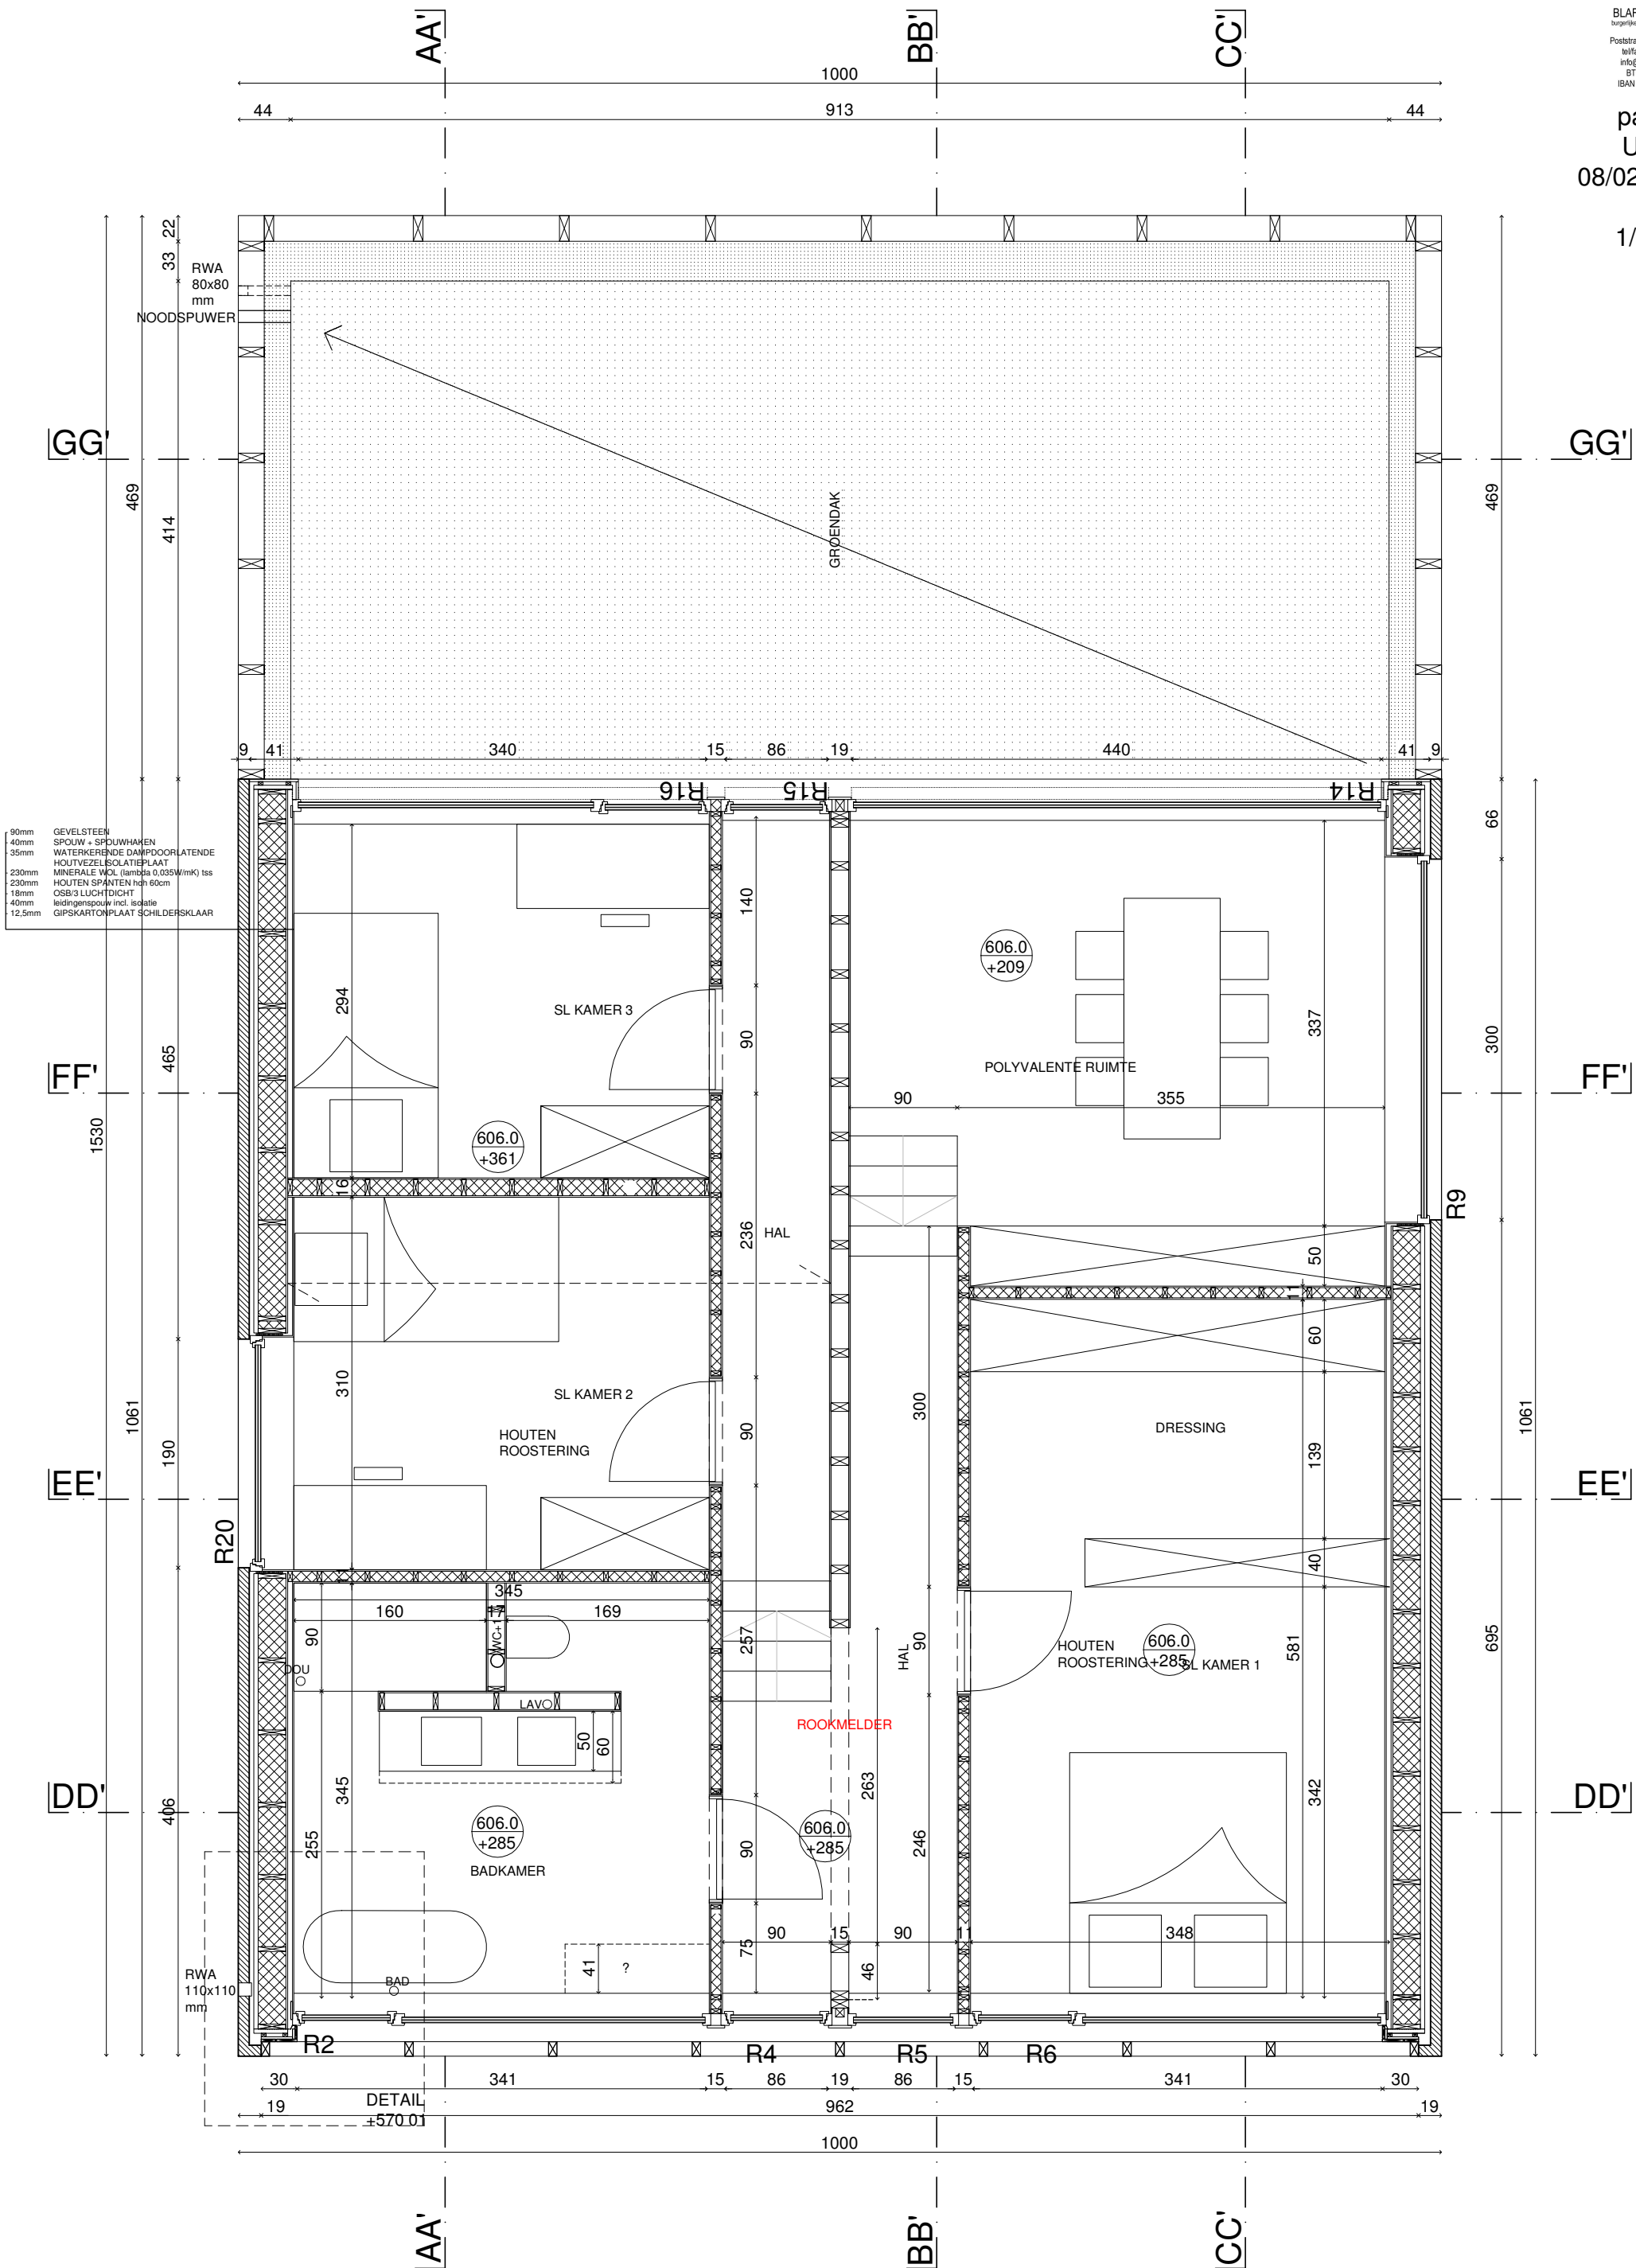 AA'
BB'
CC'
1000
44
913
44
22
33
RWA
80x80
mm
NOODSPUWER
GG'
GG'
469
414
469
469
GROENDAK
9
41
340
15
86
19
440
41
9
R16
R15
R14
90mm GEVELSTEEN
40mm SPOUW + SPOUWHAKEN
35mm WATERKERENDE DAMPDOORLATENDE
HOUTVEZELISOLATIEPLAAT
230mm MINERALE WOL (lambda 0,035W/mK) tss
230mm HOUTEN SPANTEN hoh 60cm
18mm OSB/3 LUCHTDICHT
40mm leidingenspouw incl. isolatie
12,5mm GIPSKARTONPLAAT SCHILDERSKLAAR
66
140
606.0
+209
294
SL KAMER 3
90
337
300
465
FF'
POLYVALENTE RUIMTE
FF'
90
355
1530
606.0
+361
16
R9
236
HAL
50
11
60
310
SL KAMER 2
300
1061
190
HOUTEN
ROOSTERING
90
DRESSING
139
1061
EE'
EE'
R20
40
11
345
160
17
169
90
WC+1
257
90
HAL
HOUTEN
ROOSTERING
606.0
+285
SL KAMER 1
581
695
DOU
LAV
ROOKMELDER
50
60
345
263
342
DD'
DD'
406
255
606.0
+285
BADKAMER
90
606.0
+285
246
90
15
90
11
348
75
46
41
?
RWA
110x110
mm
BAD
R2
R4
R5
R6
30
341
15
86
19
86
15
341
30
DETAIL
+570 01
19
962
19
1000
AA'
BB'
CC'